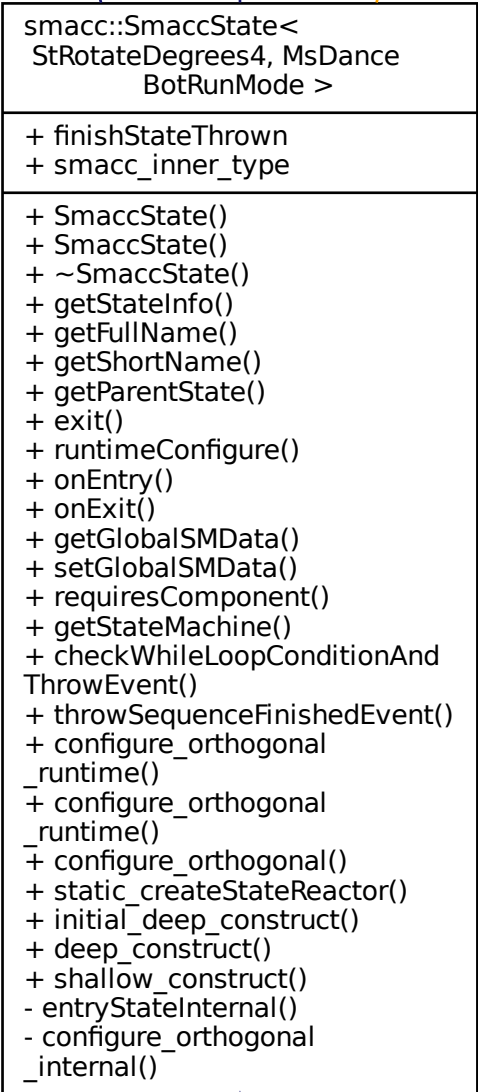 smacc::SmaccState<
StRotateDegrees4, MsDance
BotRunMode >
+ finishStateThrown
+ smacc_inner_type
+ SmaccState()
+ SmaccState()
+ ~SmaccState()
+ getStateInfo()
+ getFullName()
+ getShortName()
+ getParentState()
+ exit()
+ runtimeConfigure()
+ onEntry()
+ onExit()
+ getGlobalSMData()
+ setGlobalSMData()
+ requiresComponent()
+ getStateMachine()
+ checkWhileLoopConditionAnd
ThrowEvent()
+ throwSequenceFinishedEvent()
+ configure_orthogonal
_runtime()
+ configure_orthogonal
_runtime()
+ configure_orthogonal()
+ static_createStateReactor()
+ initial_deep_construct()
+ deep_construct()
+ shallow_construct()
- entryStateInternal()
- configure_orthogonal
_internal()